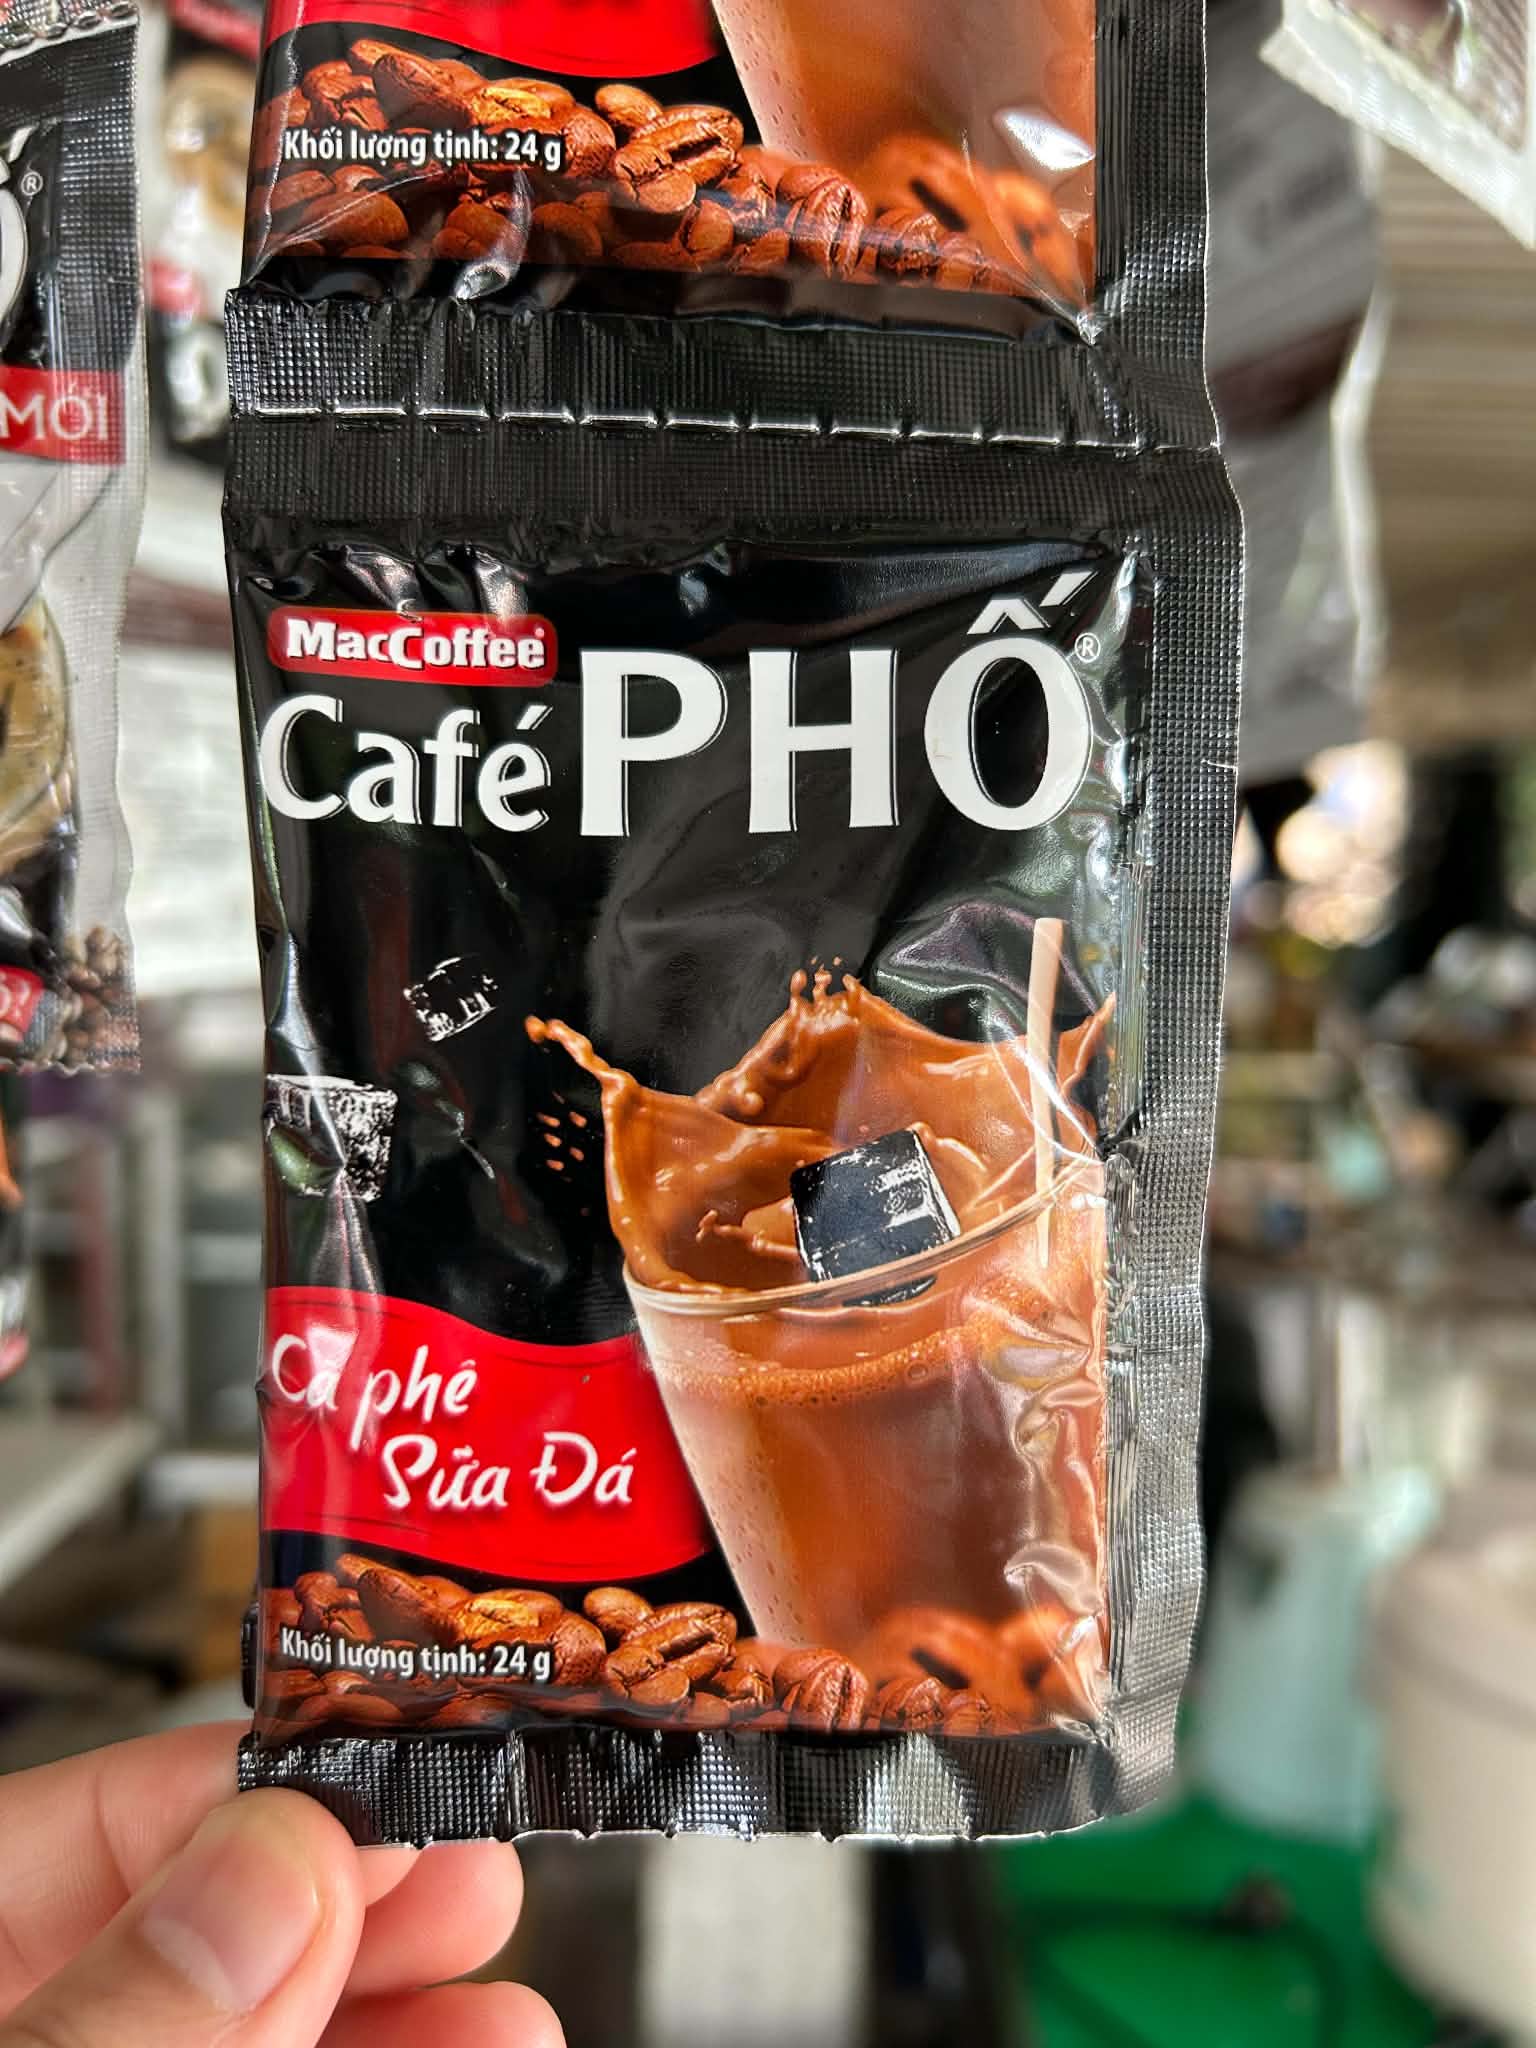 Khối lượng tịnh: 24 g
®
MỚI
MacCoffee®
Café PHỐ®
Cà phê
Sữa Đá
Khối lượng tịnh: 24 g